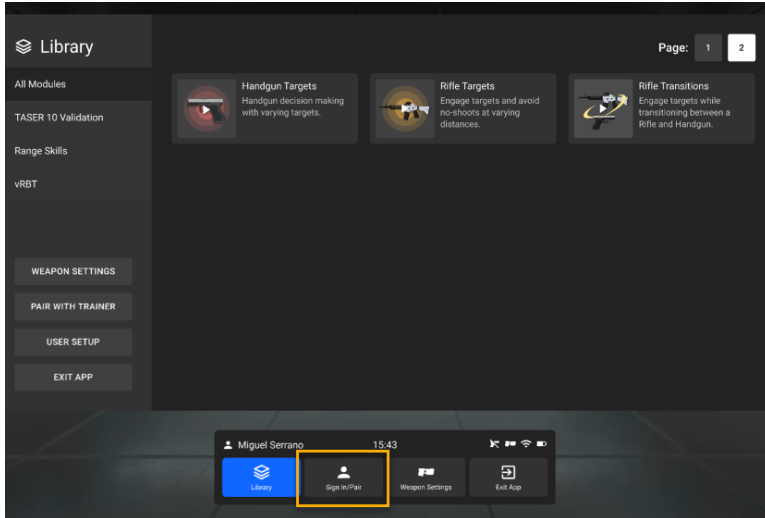 Library
Page: 1 2
All Modules
TASER 10 Validation
Range Skills
vRBT
Handgun Targets
Handgun decision making
with varying targets.
Rifle Targets
Engage targets and avoid
no-shoots at varying
distances.
Rifle Transitions
Engage targets while
transitioning between a
Rifle and Handgun.
WEAPON SETTINGS
PAIR WITH TRAINER
USER SETUP
EXIT APP
Miguel Serrano 15:43
Library Sign In/Pair Weapon Settings Exit App